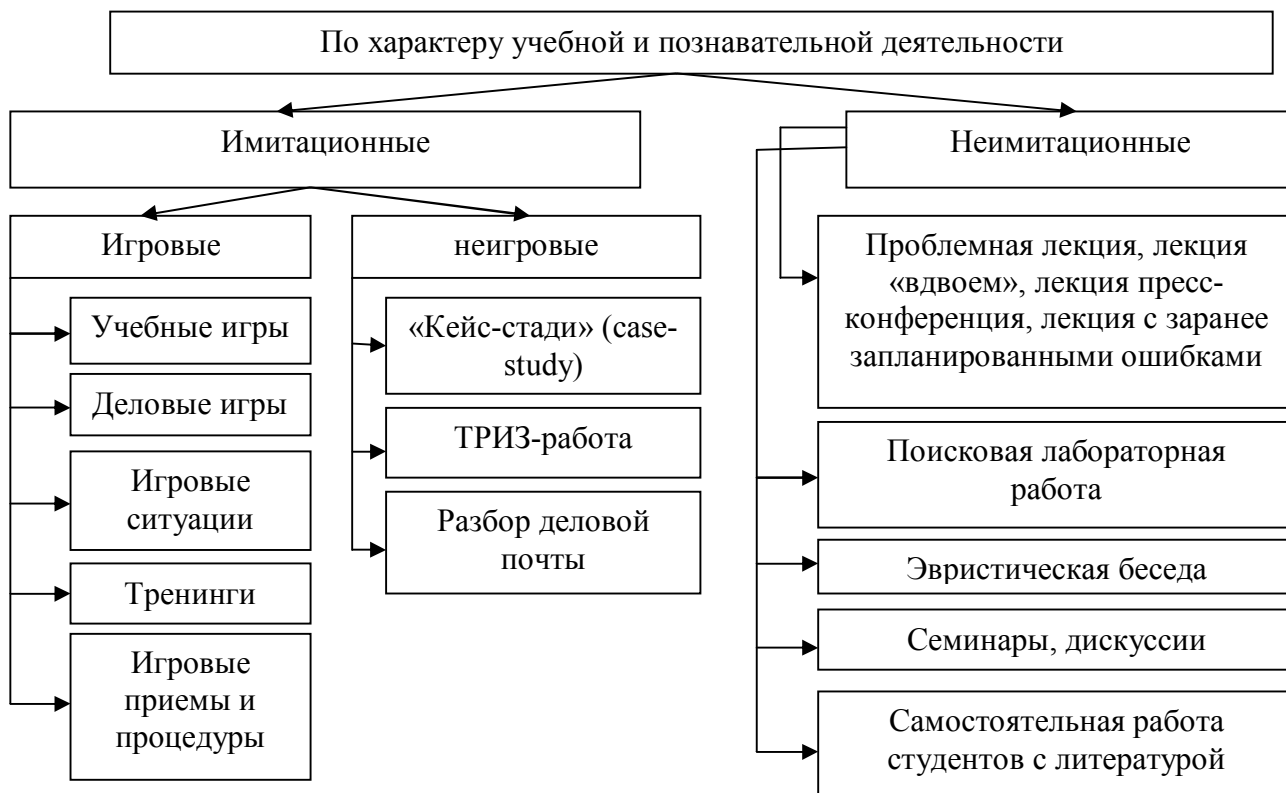 По характеру учебной и познавательной деятельности
Имитационные
Неимитационные
Игровые
неигровые
Учебные игры
Деловые игры
Игровые
ситуации
Тренинги
Игровые
приемы и
процедуры
«Кейс-стади» (case-
study)
ТРИЗ-работа
Разбор деловой
почты
Проблемная лекция, лекция
«вдвоем», лекция пресс-
конференция, лекция с заранее
запланированными ошибками
Поисковая лабораторная
работа
Эвристическая беседа
Семинары, дискуссии
Самостоятельная работа
студентов с литературой